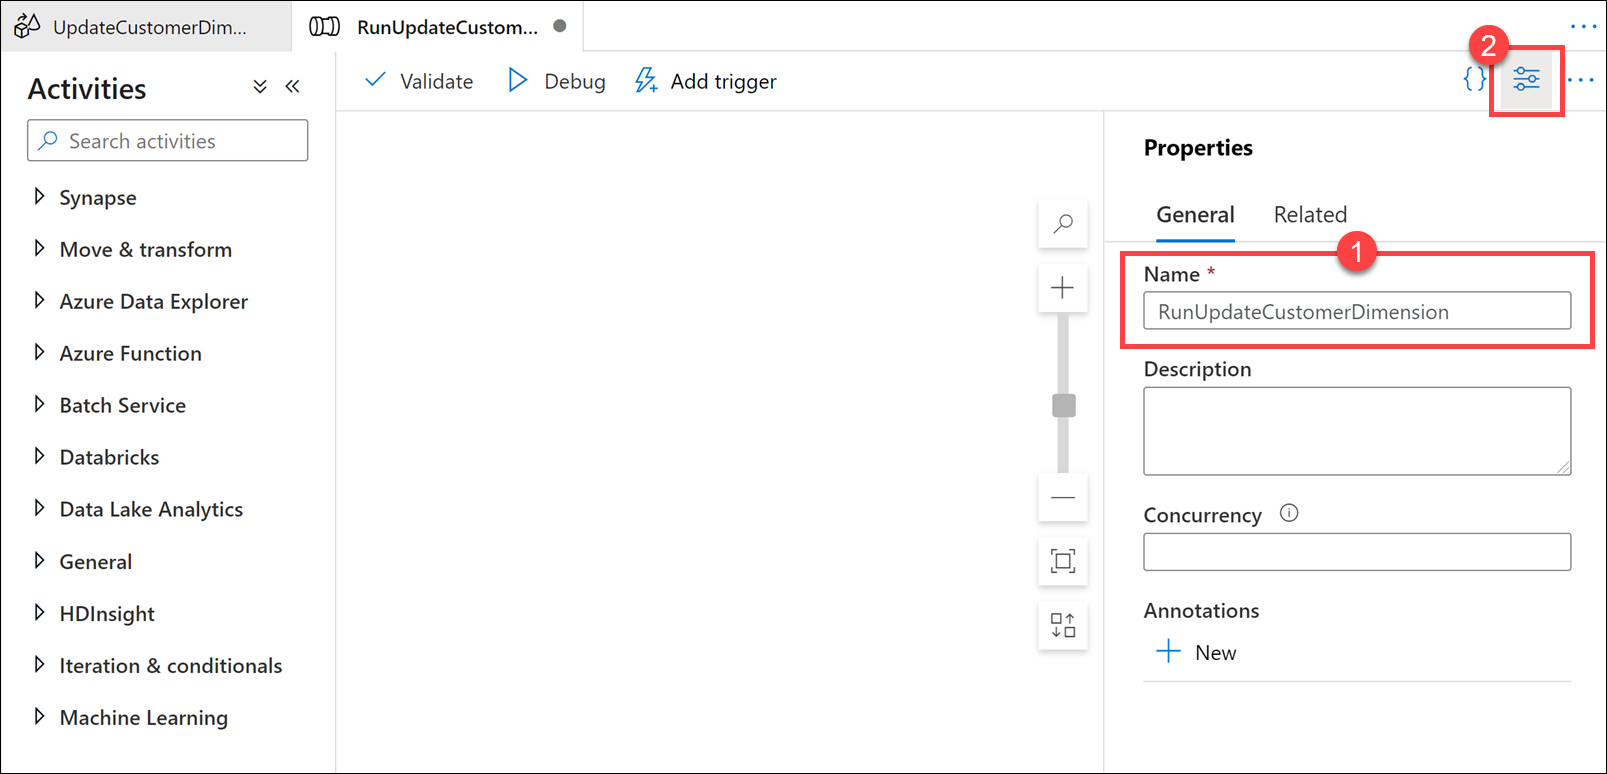 UpdateCustomerDim...
RunUpdateCustom...
Activities
Search activities
Synapse
Move & transform
Azure Data Explorer
Azure Function
Batch Service
Databricks
Data Lake Analytics
General
HDInsight
Iteration & conditionals
Machine Learning
Validate
Debug
Add trigger
{}
2
Properties
General
Related
1
Name *
RunUpdateCustomerDimension
Description
Concurrency
Annotations
New